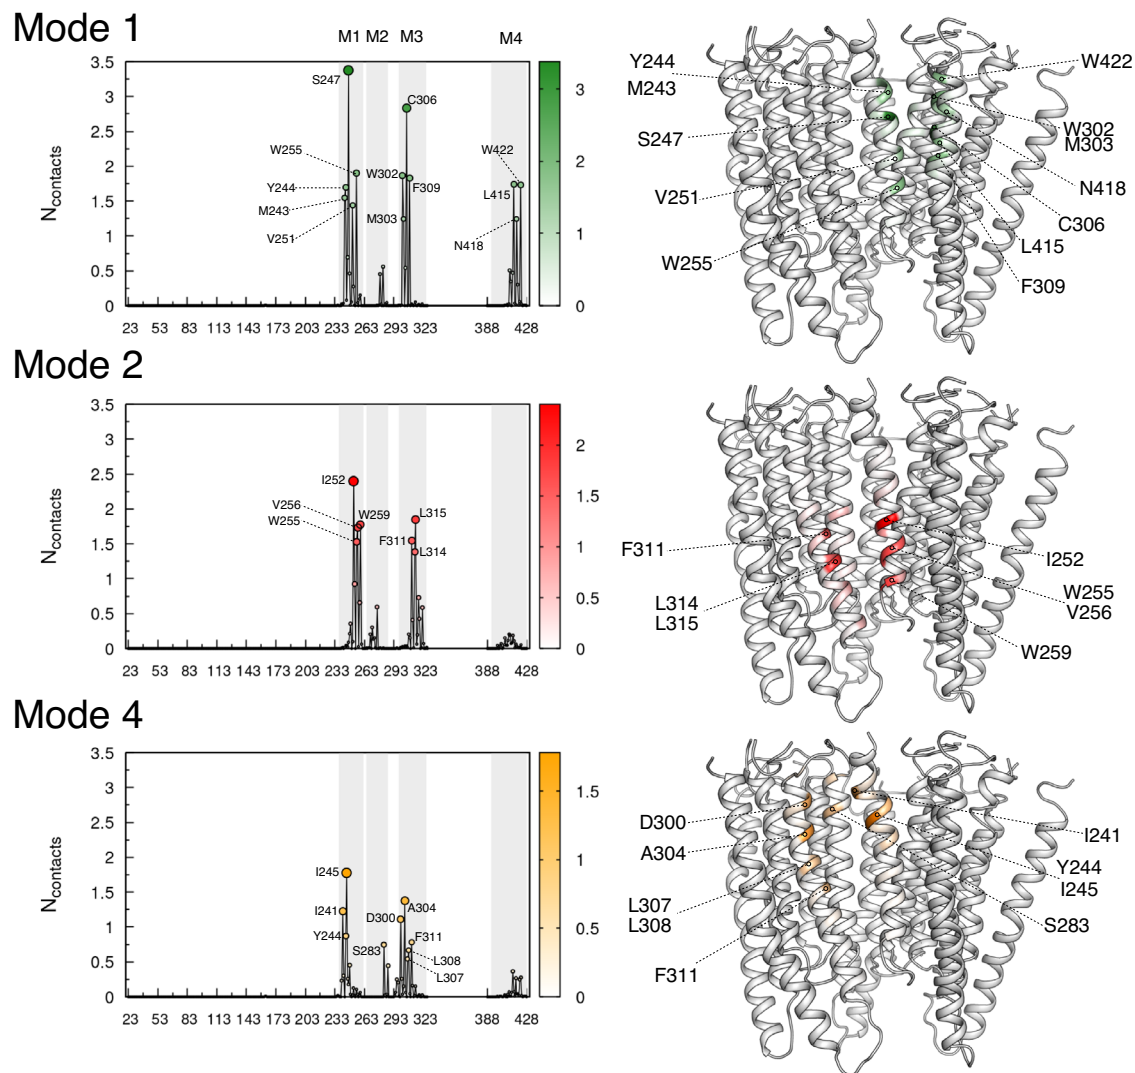 Mode 1
M1 M2 M3 M4
3.5
3
2.5
2
1.5
1
0.5
0
Ncontacts
S247
C306
W255
W302
Y244
F309
M243
M303
V251
W422
L415
N418
23 53 83 113 143 173 203 233 263 293 323 388 428
3
2
1
0
Y244
M243
S247
V251
W255
W422
W302
M303
N418
C306
L415
F309
Mode 2
3.5
3
2.5
2
1.5
1
0.5
0
Ncontacts
I252
V256
W259
W255
L315
F311
L314
23 53 83 113 143 173 203 233 263 293 323 388 428
2
1.5
1
0.5
0
F311
L314
L315
I252
W255
V256
W259
Mode 4
3.5
3
2.5
2
1.5
1
0.5
0
Ncontacts
I245
I241
Y244
S283
D300
A304
F311
L308
L307
23 53 83 113 143 173 203 233 263 293 323 388 428
1.5
1
0.5
0
D300
A304
L307
L308
F311
I241
Y244
I245
S283